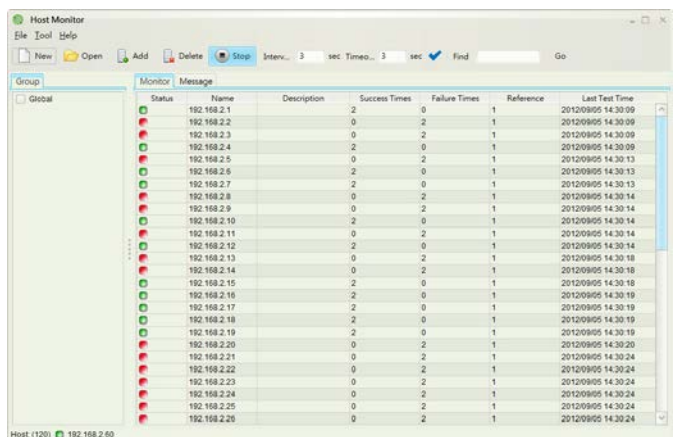 Host Monitor
File Tool Help
New Open Add Delete Stop Interv... 3 sec Timeo... 3 sec Find Go
Group Monitor Message
Global
Status Name Description Success Times Failure Times Reference Last Test Time
192.168.2.1 2 0 1 2012/09/05 14:30:09
192.168.2.2 0 2 1 2012/09/05 14:30:09
192.168.2.3 0 2 1 2012/09/05 14:30:09
192.168.2.4 2 0 1 2012/09/05 14:30:09
192.168.2.5 0 2 1 2012/09/05 14:30:13
192.168.2.6 2 0 1 2012/09/05 14:30:13
192.168.2.7 2 0 1 2012/09/05 14:30:13
192.168.2.8 0 2 1 2012/09/05 14:30:14
192.168.2.9 0 2 1 2012/09/05 14:30:14
192.168.2.10 2 0 1 2012/09/05 14:30:14
192.168.2.11 0 2 1 2012/09/05 14:30:14
192.168.2.12 2 0 1 2012/09/05 14:30:14
192.168.2.13 0 2 1 2012/09/05 14:30:18
192.168.2.14 0 2 1 2012/09/05 14:30:18
192.168.2.15 2 0 1 2012/09/05 14:30:18
192.168.2.16 2 0 1 2012/09/05 14:30:19
192.168.2.17 2 0 1 2012/09/05 14:30:19
192.168.2.18 2 0 1 2012/09/05 14:30:19
192.168.2.19 2 0 1 2012/09/05 14:30:19
192.168.2.20 0 2 1 2012/09/05 14:30:20
192.168.2.21 0 2 1 2012/09/05 14:30:24
192.168.2.22 0 2 1 2012/09/05 14:30:24
192.168.2.23 0 2 1 2012/09/05 14:30:24
192.168.2.24 0 2 1 2012/09/05 14:30:24
192.168.2.25 0 2 1 2012/09/05 14:30:24
192.168.2.26 0 2 1 2012/09/05 14:30:24
Host: (120) 192.168.2.60